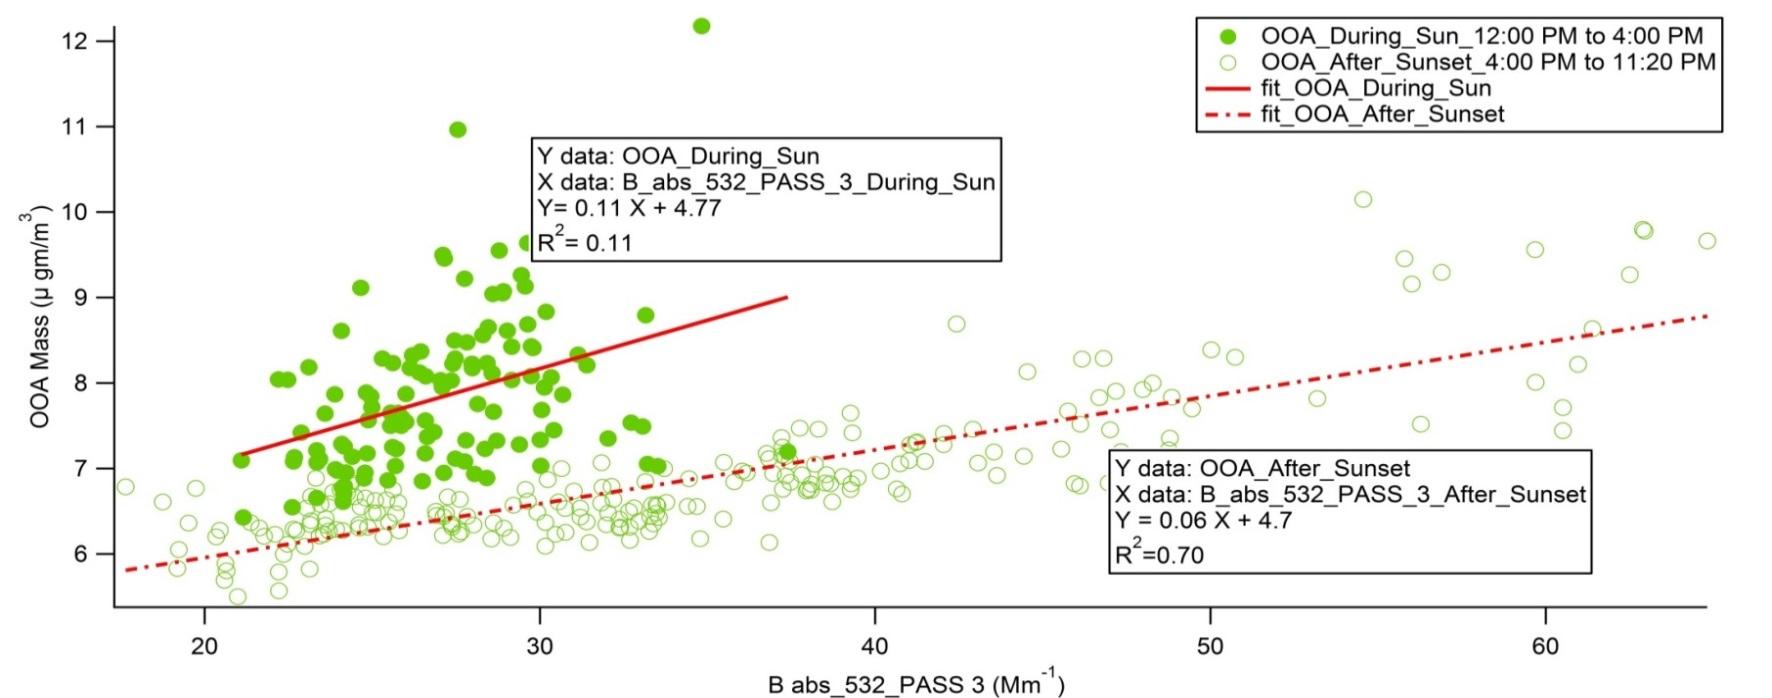 OOA_During_Sun_12:00 PM to 4:00 PM
OOA_After_Sunset_4:00 PM to 11:20 PM
fit_OOA_During_Sun
fit_OOA_After_Sunset
Y data: OOA_During_Sun
X data: B_abs_532_PASS_3_During_Sun
Y= 0.11 X + 4.77
R²= 0.11
Y data: OOA_After_Sunset
X data: B_abs_532_PASS_3_After_Sunset
Y = 0.06 X + 4.7
R²=0.70
OOA Mass (μ gm/m³)
12
11
10
9
8
7
6
20 30 40 50 60
B abs_532_PASS 3 (Mm⁻¹)